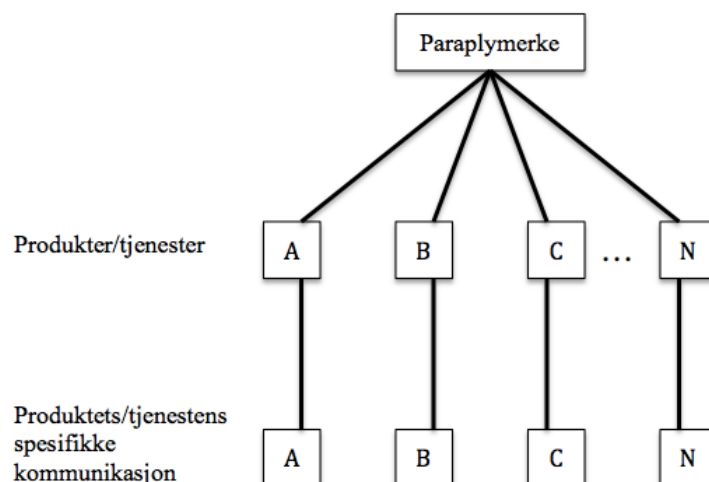 Paraplymerke
Produkter/tjenester
A B C ... N
Produktets/tjenestens
spesifikke
kommunikasjon
A B C N